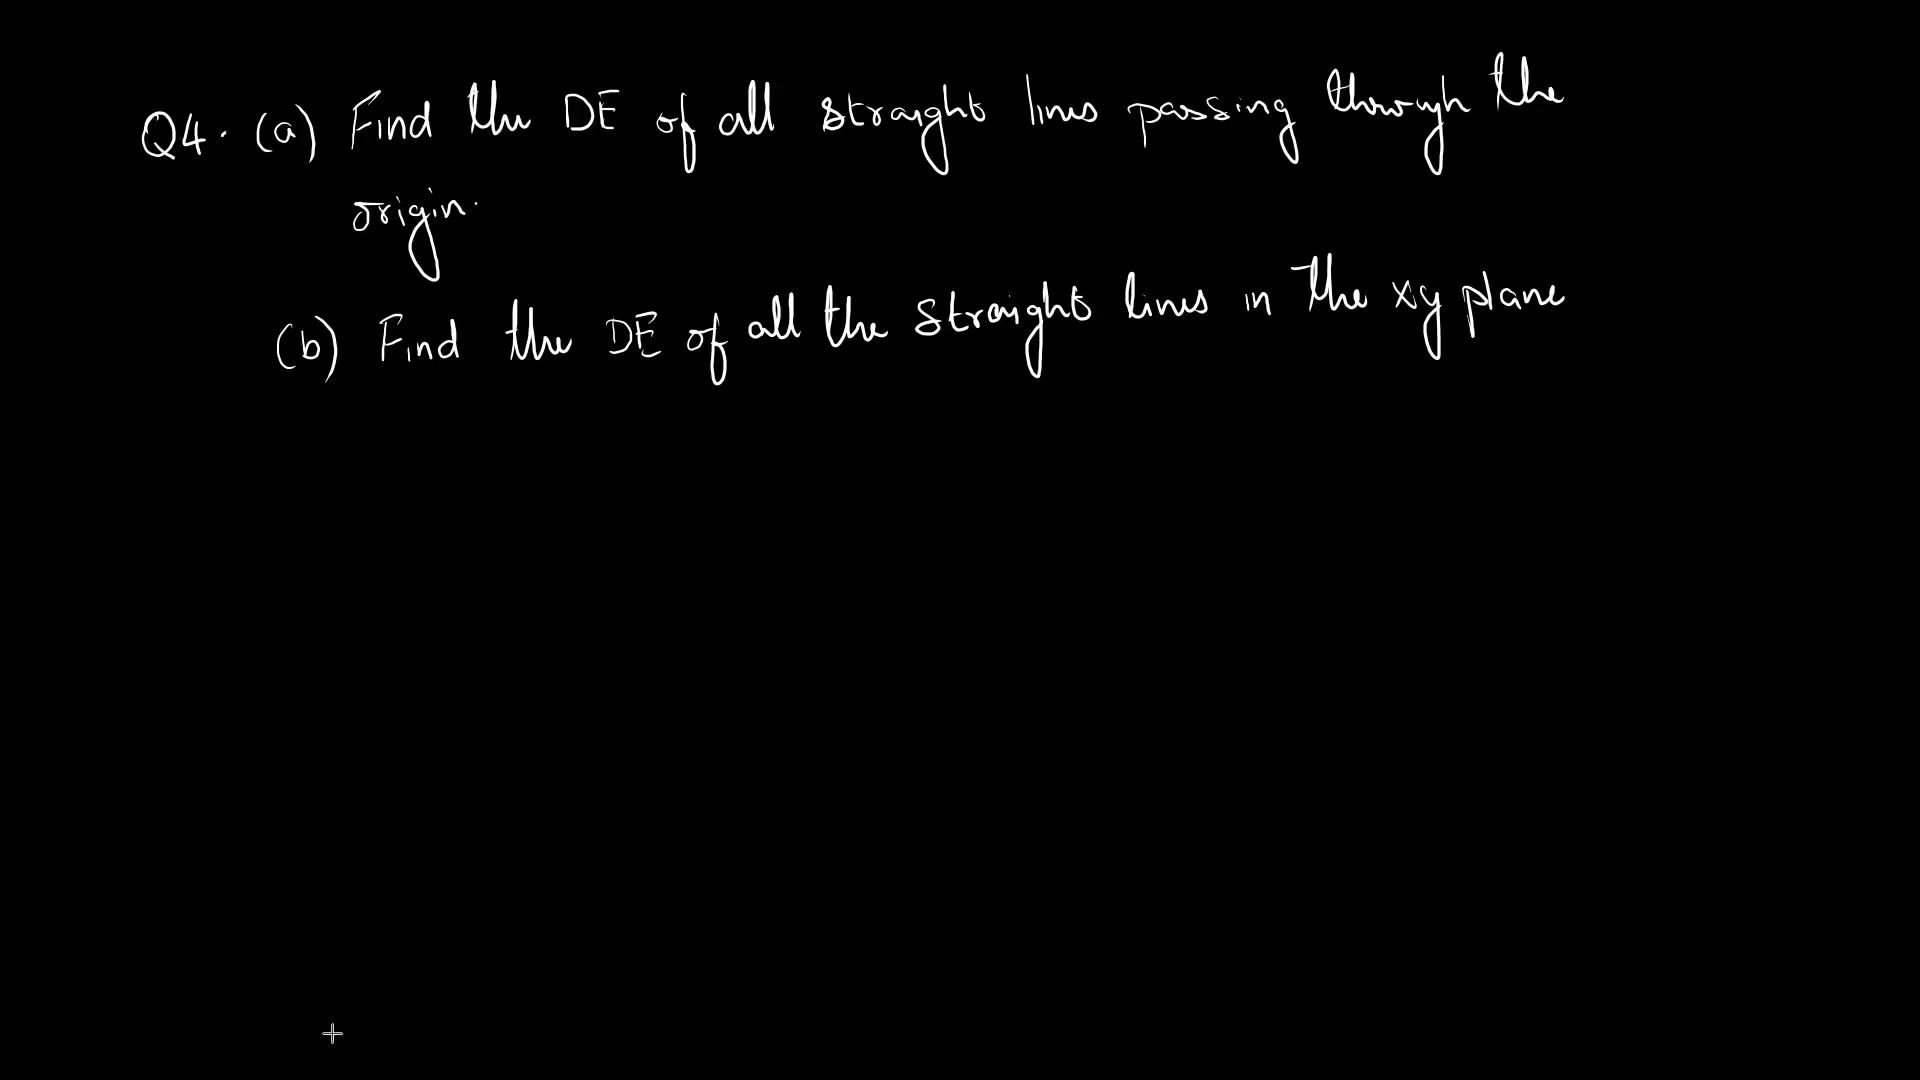 Q4. (a) Find the DE of all straight lines passing through the
origin.
(b) Find the DE of all the straight lines in the xy plane